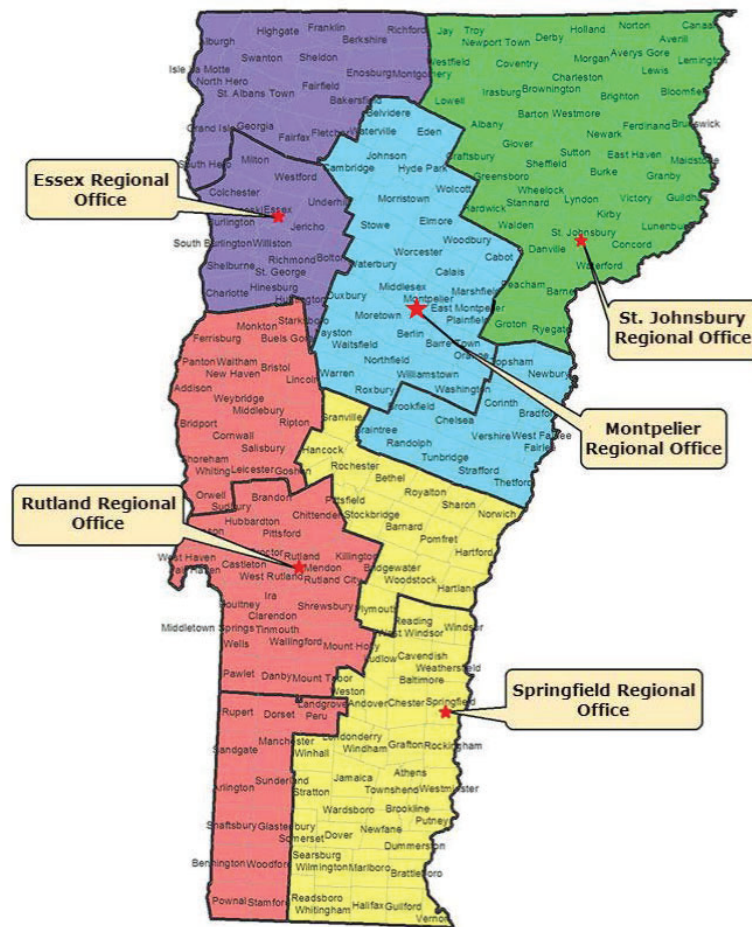 Highgate Franklin Berkshire Richford
Alburgh Swanton Sheldon
Isle La Motte Enosburg Montgomery
North Hero Fairfield
St. Albans Town Bakersfield
Grand Isle Georgia Fairfax Fletcher
South Hero
Jay Troy Newport Town Derby Holland Norton Canaan
Morgan Averys Gore Averill
Westfield Coventry Charleston Lewis Lemington
Irasburg Brownington Brighton Bloomfield
Lowell Barton Westmore
Albany Newark Ferdinand Brunswick
Glover Sutton East Haven Maidstone
Craftsbury Sheffield Burke Granby
Greensboro Wheelock Victory Guildhall
Hardwick Stannard Lyndon Kirby
Walden St. Johnsbury Lunenburg
Danville Concord
Waterford
Peacham Barnet
Groton Ryegate
Belvidere
Waterville Eden
Cambridge Johnson Hyde Park
Morristown Wolcott
Stowe Elmore
Worcester Woodbury
Waterbury Calais Cabot
Middlesex
Duxbury Montpelier Marshfield
Moretown East Montpelier
Plainfield
Fayston Berlin Barre Town
Waitsfield Orange
Northfield
Warren Williamstown Washington
Roxbury
Topsham Newbury
Corinth
Brookfield Chelsea Bradford
Braintree Vershire West Fairlee
Randolph Fairlee
Tunbridge Strafford
Thetford
Essex Regional
Office
Milton Westford
Colchester Underhill
Essex
Burlington Jericho
South Burlington Williston
Richmond Bolton
Shelburne St. George
Hinesburg
Charlotte Huntington
St. Johnsbury
Regional Office
Montpelier
Regional Office
Monkton Starksboro
Ferrisburg Buels Gore
Panton Waltham Bristol
New Haven Lincoln
Addison Weybridge
Middlebury
Bridport Ripton
Cornwall
Shoreham Salisbury
Whiting Leicester Goshen
Orwell
Sudbury Brandon Chittenden
Hubbardton Pittsford
Rutland Regional
Office
West Haven Proctor Rutland Killington
Fair Haven Castleton Mendon
West Rutland Rutland City
Ira
Poultney Shrewsbury
Clarendon
Middletown Springs Tinmouth
Wells Wallingford Mount Holly
Pawlet Danby Mount Tabor
Landgrove
Rupert Dorset Peru
Manchester
Sandgate
Sunderland
Arlington
Shaftsbury Glastenbury
Bennington Woodford
Pownal Stamford
Granville
Hancock
Rochester Bethel
Pittsfield Royalton
Stockbridge Sharon
Barnard Norwich
Pomfret
Bridgewater Hartford
Woodstock
Hartland
Plymouth
Reading Windsor
West Windsor
Ludlow Cavendish
Weathersfield
Weston Baltimore
Andover Chester Springfield
Springfield Regional
Office
Londonderry Grafton Rockingham
Winhall Windham
Jamaica Athens
Stratton Townshend Westminster
Wardsboro Brookline
Somerset Dover Newfane Putney
Dummerston
Searsburg
Wilmington Marlboro
Brattleboro
Readsboro Halifax Guilford
Whitingham Vernon